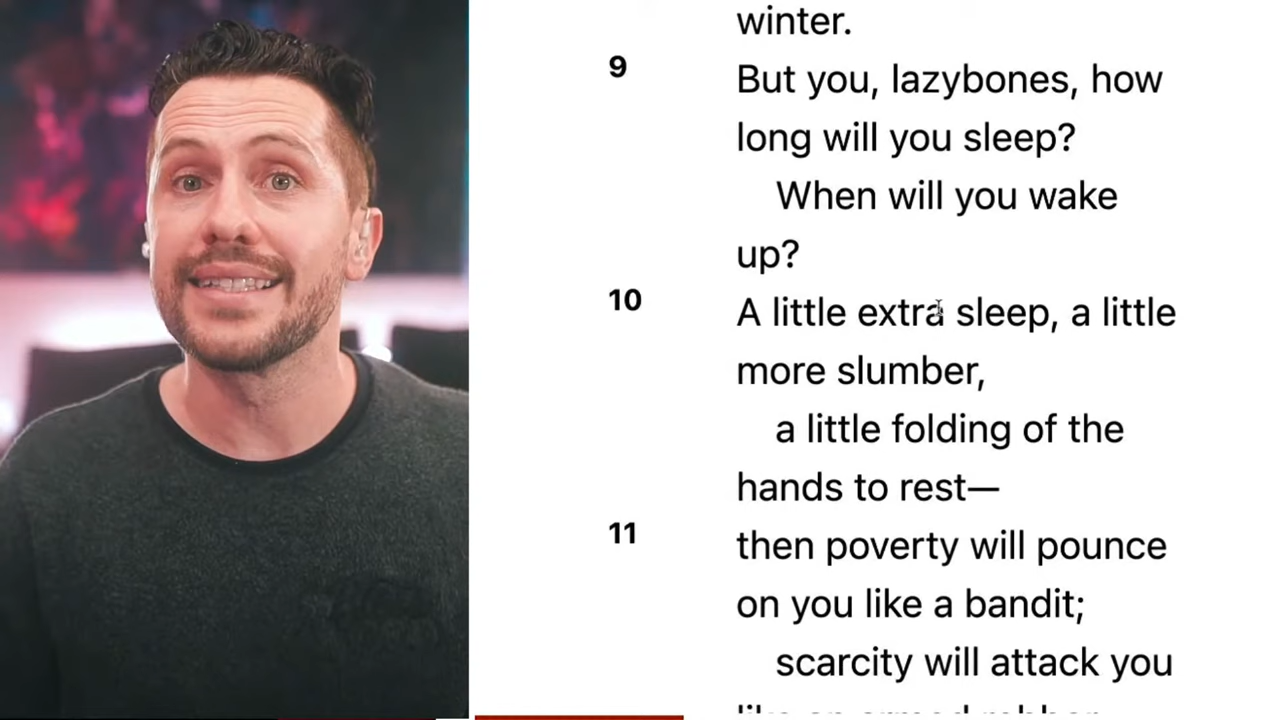 winter.
9
But you, lazybones, how
long will you sleep?
When will you wake
up?
10
A little extra sleep, a little
more slumber,
a little folding of the
hands to rest—
11
then poverty will pounce
on you like a bandit;
scarcity will attack you